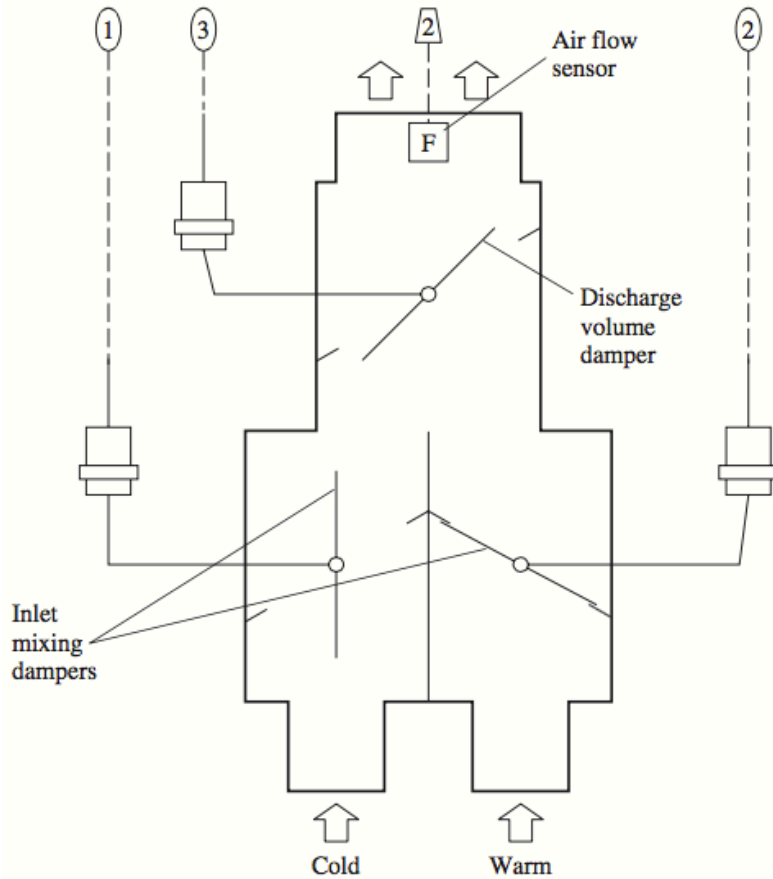 1
3
2
2
Air flow
sensor
F
Discharge
volume
damper
Inlet
mixing
dampers
Cold
Warm